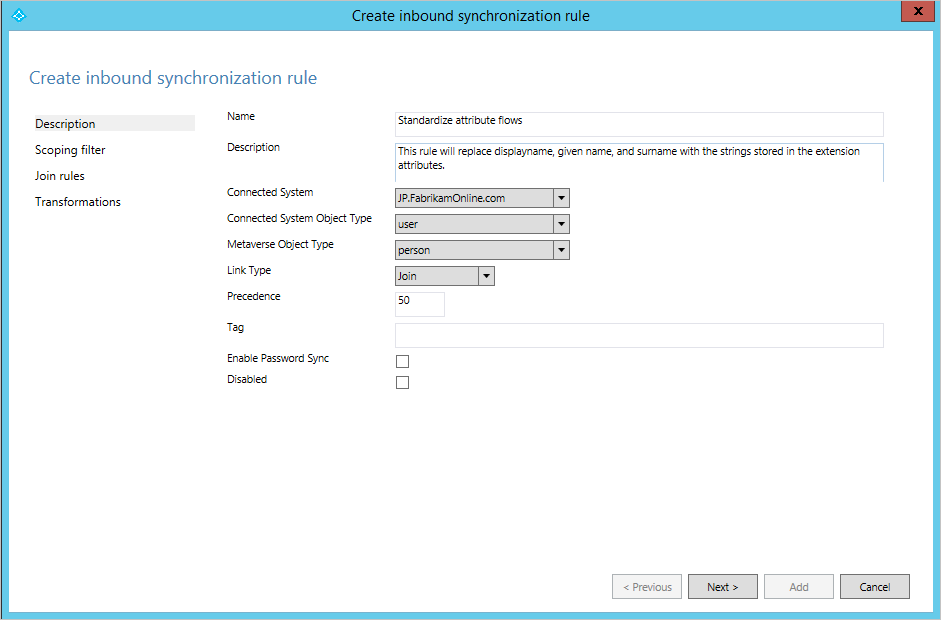 Create inbound synchronization rule
X
Create inbound synchronization rule
Description
Scoping filter
Join rules
Transformations
Name
Standardize attribute flows
Description
This rule will replace displayname, given name, and surname with the strings stored in the extension
attributes.
Connected System
JP.FabrikamOnline.com
Connected System Object Type
user
Metaverse Object Type
person
Link Type
Join
Precedence
50
Tag
Enable Password Sync
Disabled
< Previous
Next >
Add
Cancel